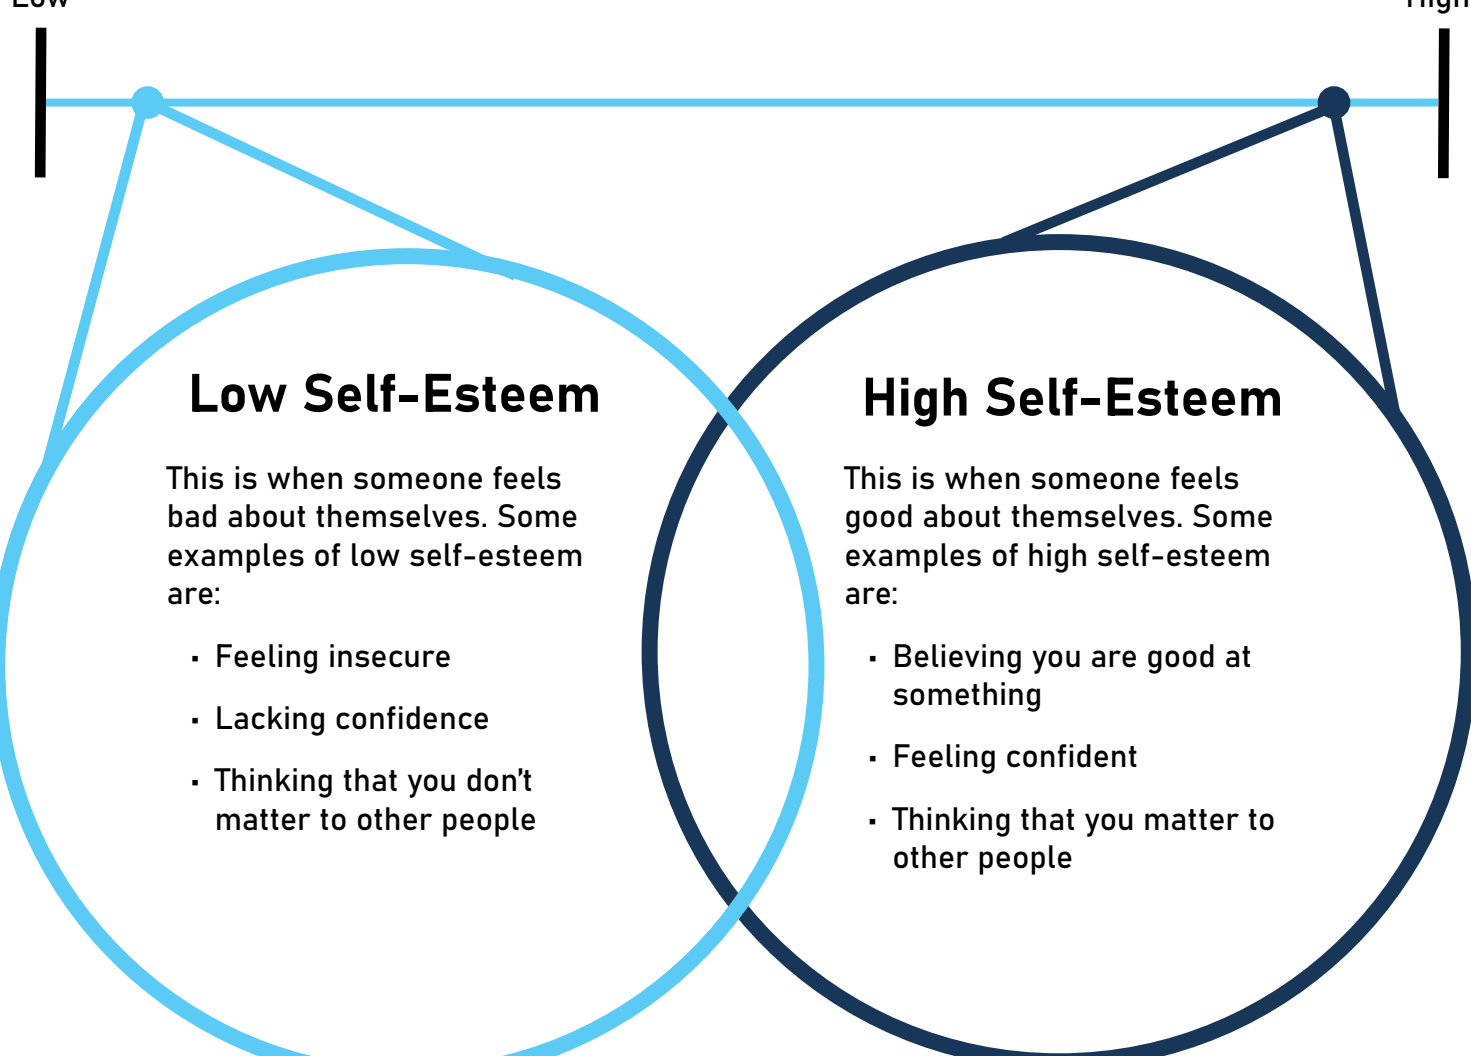 Low
High
Low Self-Esteem
This is when someone feels
bad about themselves. Some
examples of low self-esteem
are:
· Feeling insecure
· Lacking confidence
· Thinking that you don't
matter to other people
High Self-Esteem
This is when someone feels
good about themselves. Some
examples of high self-esteem
are:
· Believing you are good at
something
· Feeling confident
· Thinking that you matter to
other people